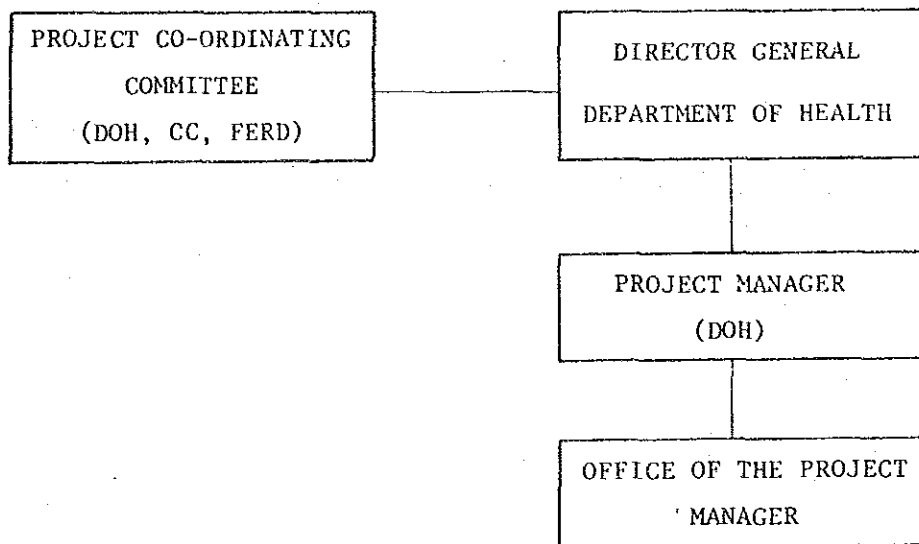 PROJECT CO-ORDINATING
COMMITTEE
(DOH, CC, FERD)
DIRECTOR GENERAL
DEPARTMENT OF HEALTH
PROJECT MANAGER
(DOH)
OFFICE OF THE PROJECT
MANAGER